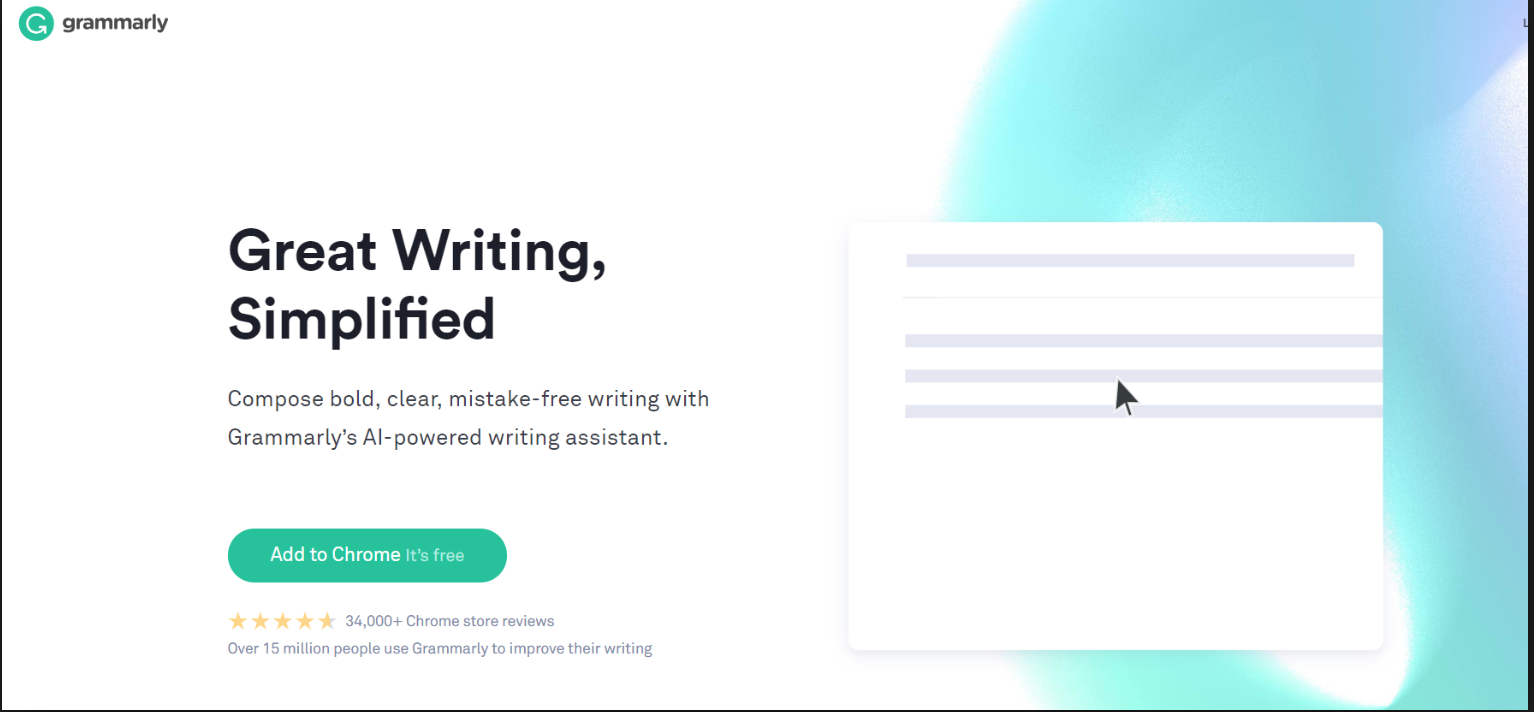 grammarly
Great Writing,
Simplified
Compose bold, clear, mistake-free writing with
Grammarly’s AI-powered writing assistant.
Add to Chrome It’s free
34,000+ Chrome store reviews
Over 15 million people use Grammarly to improve their writing